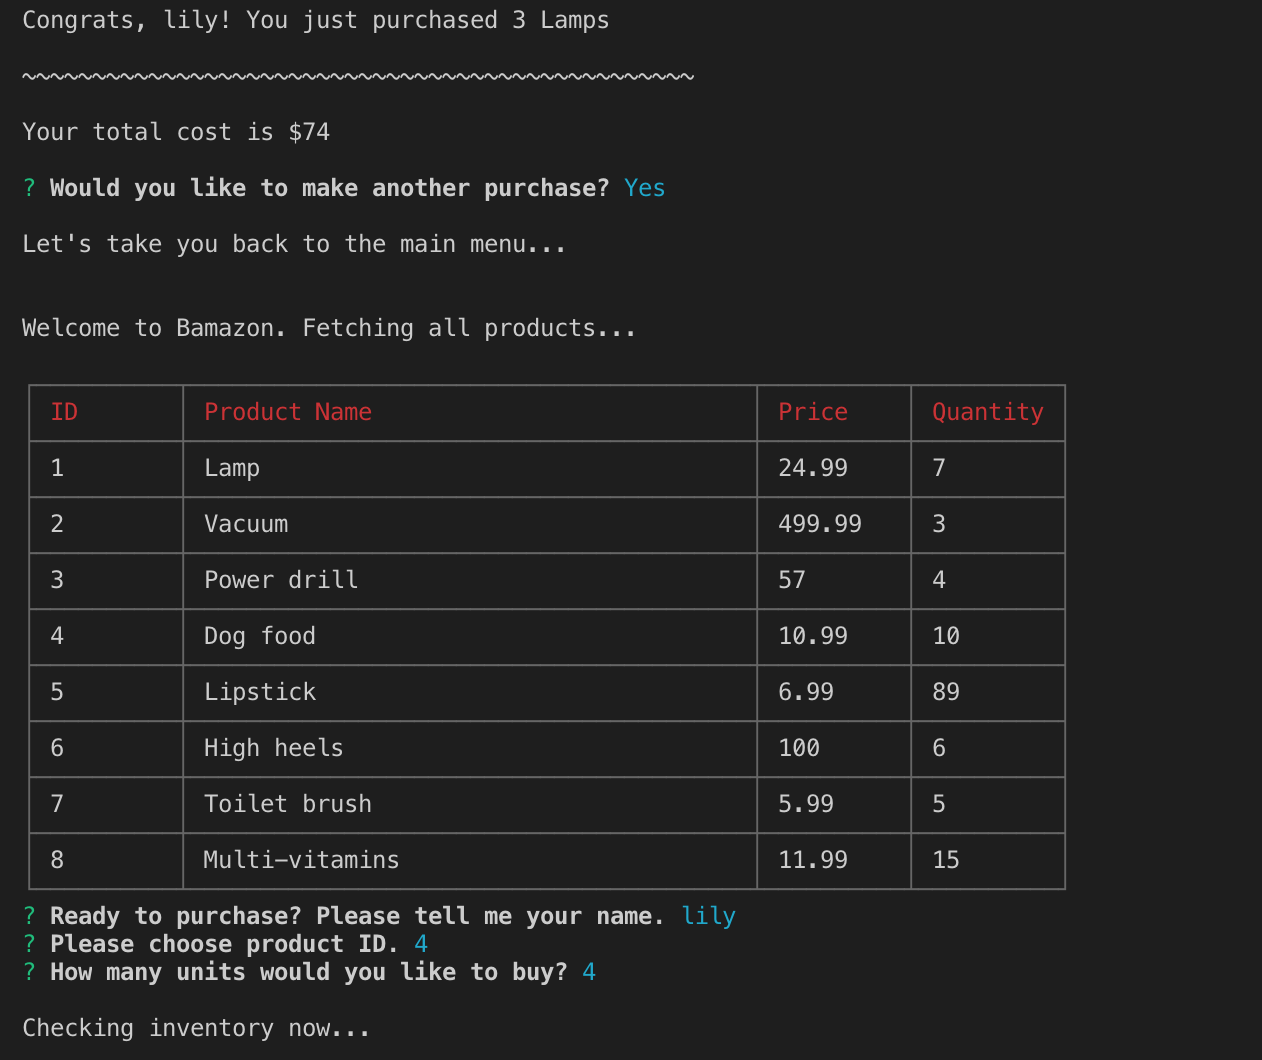 Congrats, lily! You just purchased 3 Lamps
~~~~~~~~~~~~~~~~~~~~~~~~~~~~~~~~~~~~~~~~~~~~~~~~
Your total cost is $74
? Would you like to make another purchase? Yes
Let's take you back to the main menu...
Welcome to Bamazon. Fetching all products...
ID Product Name Price Quantity
1 Lamp 24.99 7
2 Vacuum 499.99 3
3 Power drill 57 4
4 Dog food 10.99 10
5 Lipstick 6.99 89
6 High heels 100 6
7 Toilet brush 5.99 5
8 Multi-vitamins 11.99 15
? Ready to purchase? Please tell me your name. lily
? Please choose product ID. 4
? How many units would you like to buy? 4
Checking inventory now...